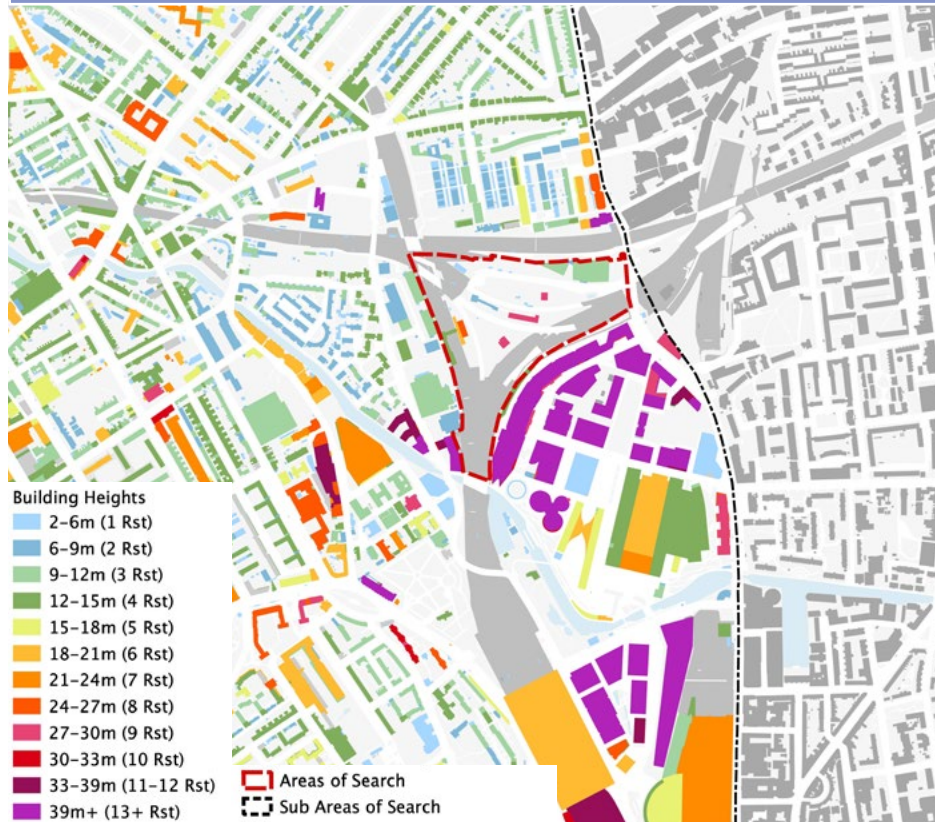 Building Heights
2-6m (1 Rst)
6-9m (2 Rst)
9-12m (3 Rst)
12-15m (4 Rst)
15-18m (5 Rst)
18-21m (6 Rst)
21-24m (7 Rst)
24-27m (8 Rst)
27-30m (9 Rst)
30-33m (10 Rst)
33-39m (11-12 Rst)
39m+ (13+ Rst)
Areas of Search
Sub Areas of Search